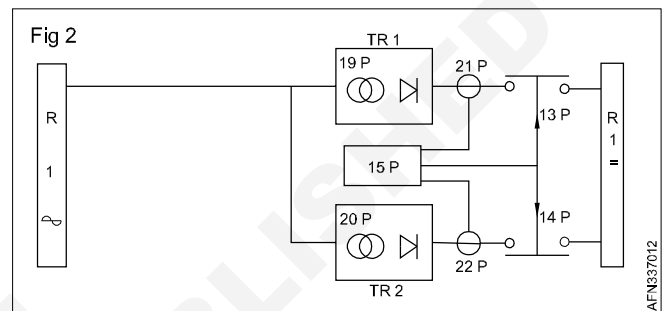 Fig 2
TR 1
19 P
21 P
R
1
13 P
R
1
=
15 P
14 P
20 P
22 P
TR 2
AFN337012